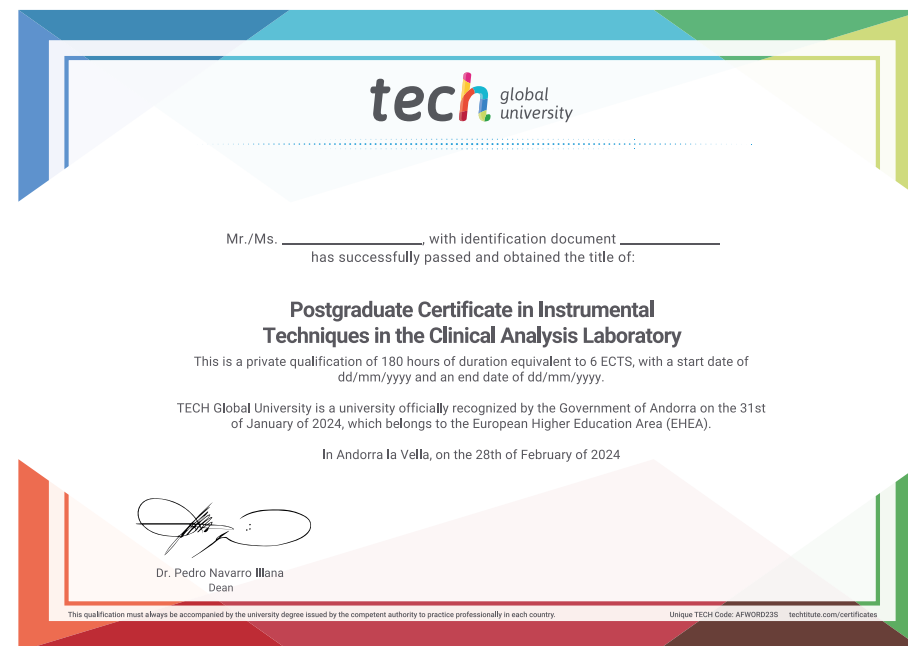 tech global
university
Mr./Ms. ____________, with identification document ____________
has successfully passed and obtained the title of:
Postgraduate Certificate in Instrumental
Techniques in the Clinical Analysis Laboratory
This is a private qualification of 180 hours of duration equivalent to 6 ECTS, with a start date of
dd/mm/yyyy and an end date of dd/mm/yyyy.
TECH Global University is a university officially recognized by the Government of Andorra on the 31st
of January of 2024, which belongs to the European Higher Education Area (EHEA).
In Andorra la Vella, on the 28th of February of 2024
Dr. Pedro Navarro Illana
Dean
This qualification must always be accompanied by the university degree issued by the competent authority to practice professionally in each country.
Unique TECH Code: AFWORD23S techtitute.com/certificates